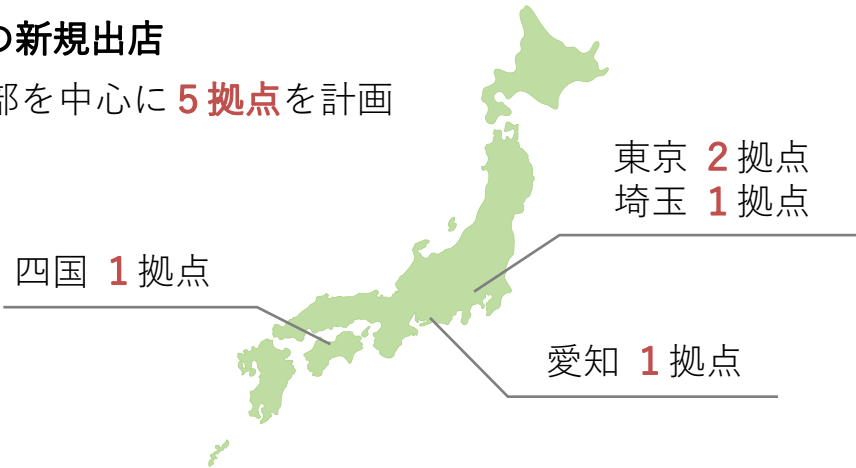 の新規出店
部を中心に 5 拠点を計画
東京 2 拠点
埼玉 1 拠点
四国 1 拠点
愛知 1 拠点